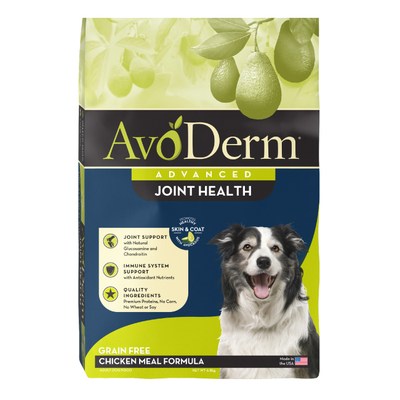 AvoDerm®
ADVANCED
JOINT HEALTH
SKIN & COAT
JOINT SUPPORT
with Natural
Glucosamine and
Chondroitin
IMMUNE SYSTEM
SUPPORT
with Antioxidant Nutrients
QUALITY
INGREDIENTS
Premium Proteins, No Corn,
No Wheat or Soy
GRAIN FREE
CHICKEN MEAL FORMULA
Made in
the USA